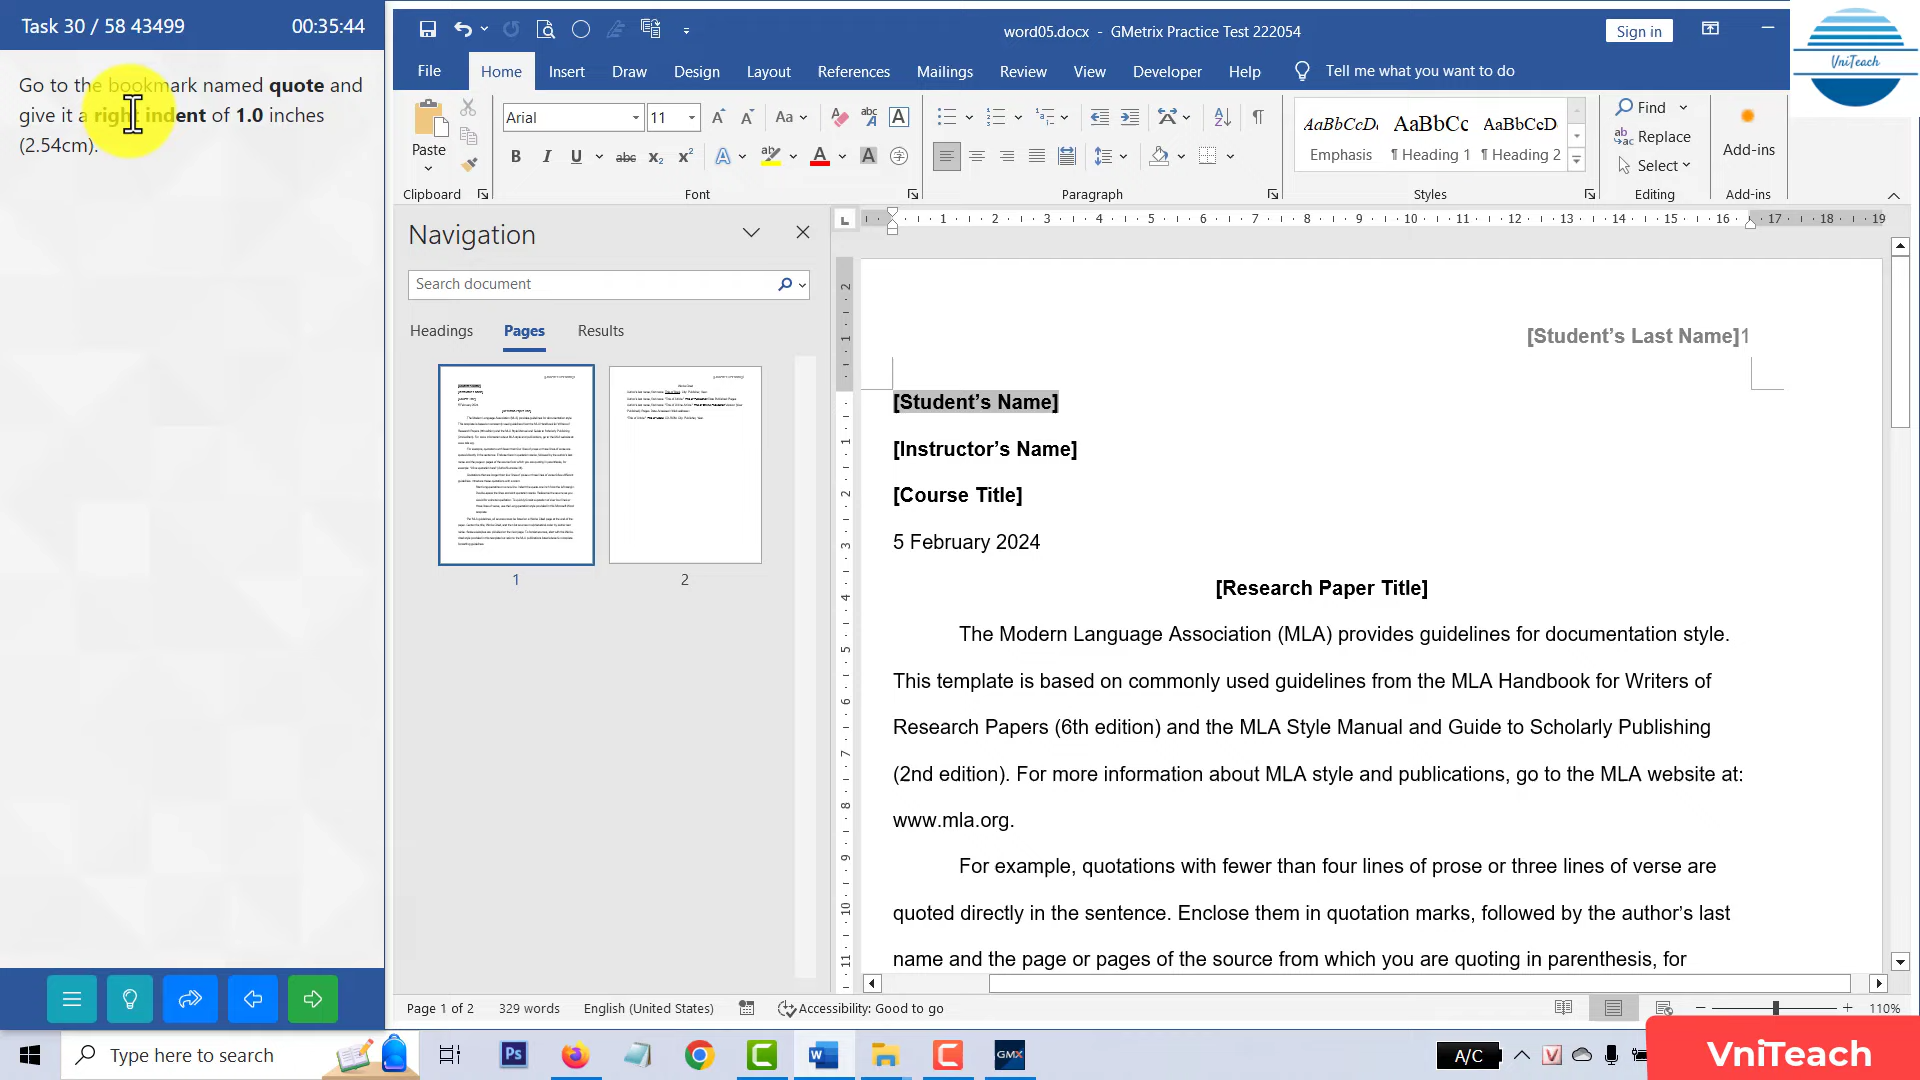 Task 30 / 58 43499
00:35:44
Go to the bookmark named quote and
give it a right indent of 1.0 inches
(2.54cm).
word05.docx - GMetrix Practice Test 222054
Sign in
UniTeach
File
Home
Insert
Draw
Design
Layout
References
Mailings
Review
View
Developer
Help
Tell me what you want to do
Paste
Clipboard
Arial
11
Font
Paragraph
AaBbCcDc
Emphasis
AaBbCc
¶ Heading 1
AaBbCcD
¶ Heading 2
Styles
Find
Replace
Select
Editing
Add-ins
Add-ins
Navigation
Search document
Headings
Pages
Results
1
2
[Student's Last Name]1
[Student's Name]
[Instructor's Name]
[Course Title]
5 February 2024
[Research Paper Title]
The Modern Language Association (MLA) provides guidelines for documentation style.
This template is based on commonly used guidelines from the MLA Handbook for Writers of
Research Papers (6th edition) and the MLA Style Manual and Guide to Scholarly Publishing
(2nd edition). For more information about MLA style and publications, go to the MLA website at:
www.mla.org.
For example, quotations with fewer than four lines of prose or three lines of verse are
quoted directly in the sentence. Enclose them in quotation marks, followed by the author's last
name and the page or pages of the source from which you are quoting in parenthesis, for
Page 1 of 2
329 words
English (United States)
Accessibility: Good to go
110%
Type here to search
A/C
VniTeach